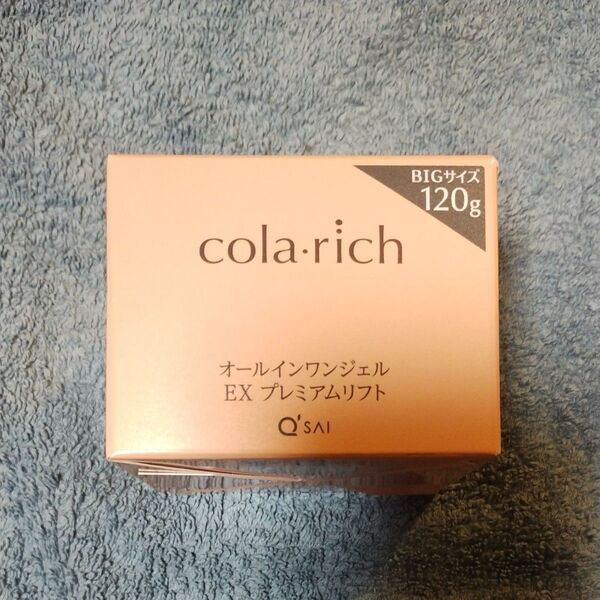 BIGサイズ
120g
cola・rich
オールインワンジェル
EX プレミアムリフト
Q'SAI